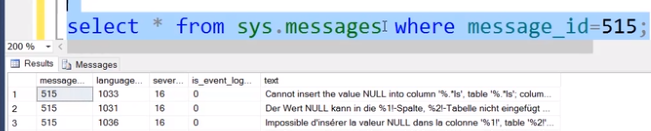 select * from sys.messages where message_id=515;
200 %
Results Messages
message... language... sever... is_event_log... text
1 515 1033 16 0 Cannot insert the value NULL into column '%.*ls', table '%.*ls'; colum...
2 515 1031 16 0 Der Wert NULL kann in die %1!-Spalte, %2!-Tabelle nicht eingefügt ...
3 515 1036 16 0 Impossible d'insérer la valeur NULL dans la colonne '%1!', table '%2!'...